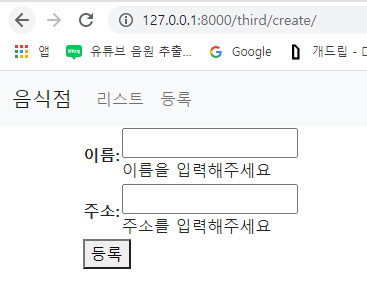 127.0.0.1:8000/third/create/
앱 유튜브 음원 추출... Google 개드립 -
음식점 리스트 등록
이름:
이름을 입력해주세요
주소:
주소를 입력해주세요
등록